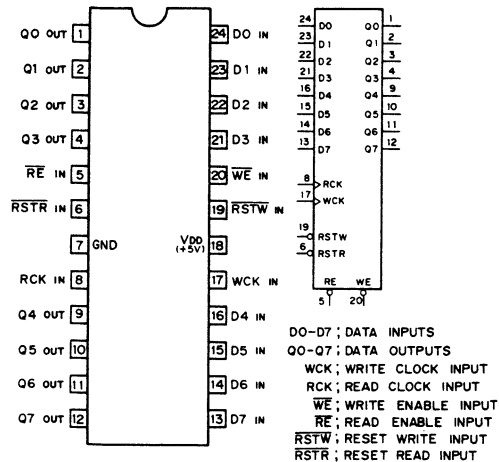 Q0 OUT 1 24 D0 IN
Q1 OUT 2 23 D1 IN
Q2 OUT 3 22 D2 IN
Q3 OUT 4 21 D3 IN
RE IN 5 20 WE IN
RSTR IN 6 19 RSTW IN
7 GND VDD (+5V) 18
RCK IN 8 17 WCK IN
Q4 OUT 9 16 D4 IN
Q5 OUT 10 15 D5 IN
Q6 OUT 11 14 D6 IN
Q7 OUT 12 13 D7 IN
24 D0 Q0 1
23 D1 Q1 2
22 D2 Q2 3
21 D3 Q3 4
16 D4 Q4 9
15 D5 Q5 10
14 D6 Q6 11
13 D7 Q7 12
8 RCK
17 WCK
19 RSTW
6 RSTR
RE WE
5 20
D0-D7; DATA INPUTS
Q0-Q7; DATA OUTPUTS
WCK; WRITE CLOCK INPUT
RCK; READ CLOCK INPUT
WE; WRITE ENABLE INPUT
RE; READ ENABLE INPUT
RSTW; RESET WRITE INPUT
RSTR; RESET READ INPUT